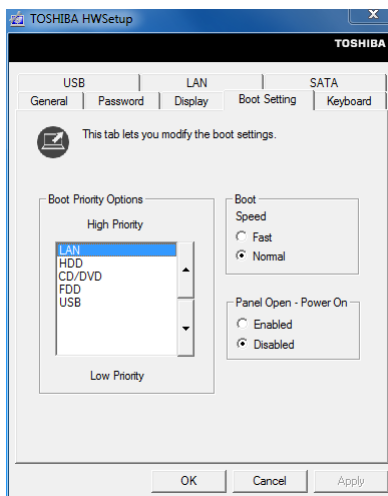 TOSHIBA HWSetup
X
TOSHIBA
USB LAN SATA
General Password Display Boot Setting Keyboard
This tab lets you modify the boot settings.
Boot Priority Options
High Priority
LAN
HDD
CD/DVD
FDD
USB
Low Priority
Boot
Speed
Fast
Normal
Panel Open - Power On
Enabled
Disabled
OK Cancel Apply